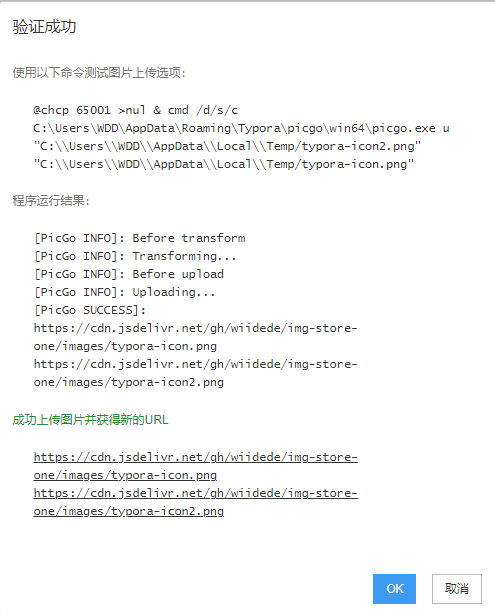 验证成功
使用以下命令测试图片上传选项:
@chcp 65001 >nul & cmd /d/s/c
C:\Users\WDD\AppData\Roaming\Typora\picgo\win64\picgo.exe u
"C:\\Users\\WDD\\AppData\\Local\\Temp/typora-icon2.png"
"C:\\Users\\WDD\\AppData\\Local\\Temp/typora-icon.png"
程序运行结果:
[PicGo INFO]: Before transform
[PicGo INFO]: Transforming...
[PicGo INFO]: Before upload
[PicGo INFO]: Uploading...
[PicGo SUCCESS]:
https://cdn.jsdelivr.net/gh/wiidede/img-store-
one/images/typora-icon.png
https://cdn.jsdelivr.net/gh/wiidede/img-store-
one/images/typora-icon2.png
成功上传图片并获得新的URL
https://cdn.jsdelivr.net/gh/wiidede/img-store-
one/images/typora-icon.png
https://cdn.jsdelivr.net/gh/wiidede/img-store-
one/images/typora-icon2.png
OK
取消